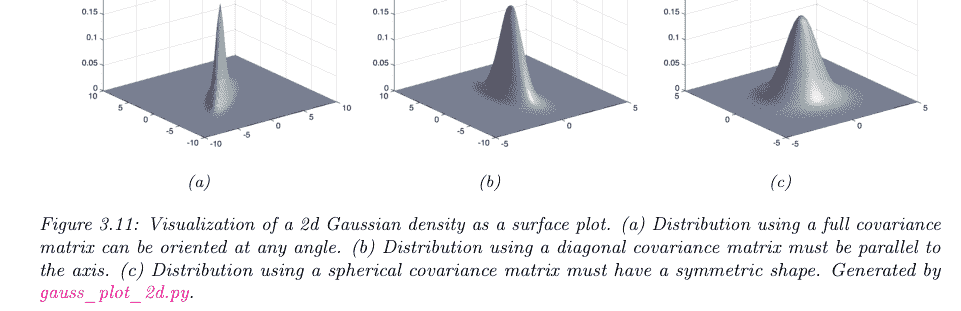 0.15 0.15 0.15
0.1 0.1 0.1
0.05 0.05 0.05
0 0 0
10 10 10 5 5 5
5 5
0 5 0 0 0
-5 0 -5 0
-5
-10 -10 -10 -5 -5 -5
(a) (b) (c)
Figure 3.11: Visualization of a 2d Gaussian density as a surface plot. (a) Distribution using a full covariance
matrix can be oriented at any angle. (b) Distribution using a diagonal covariance matrix must be parallel to
the axis. (c) Distribution using a spherical covariance matrix must have a symmetric shape. Generated by
gauss_plot_2d.py.